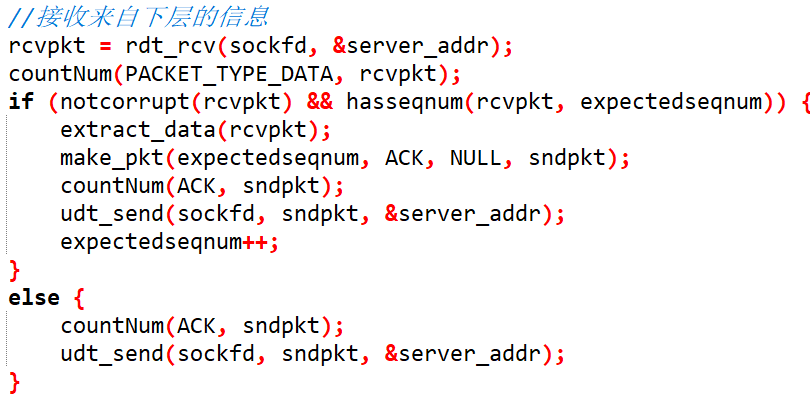 //接收来自下层的信息
rcvpkt = rdt_rcv(sockfd, &server_addr);
countNum(PACKET_TYPE_DATA, rcvpkt);
if (notcorrupt(rcvpkt) && hasseqnum(rcvpkt, expectedseqnum)) {
    extract_data(rcvpkt);
    make_pkt(expectedseqnum, ACK, NULL, sndpkt);
    countNum(ACK, sndpkt);
    udt_send(sockfd, sndpkt, &server_addr);
    expectedseqnum++;
}
else {
    countNum(ACK, sndpkt);
    udt_send(sockfd, sndpkt, &server_addr);
}